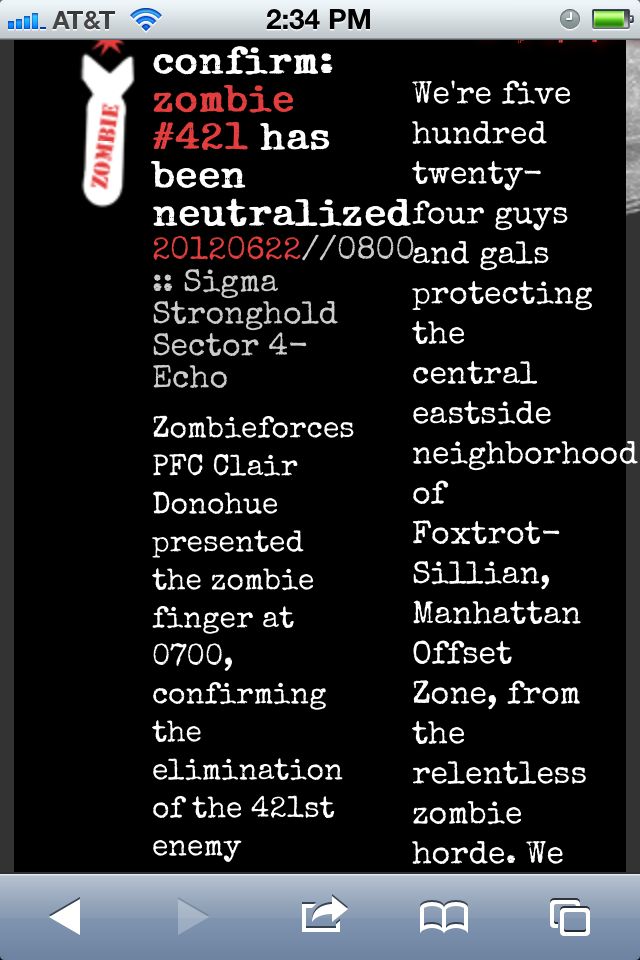 AT&T 2:34 PM
ZOMBIE
confirm:
zombie
#421 has
been
neutralized
20120622//0800
:: Sigma
Stronghold
Sector 4-
Echo
Zombieforces
PFC Clair
Donohue
presented
the zombie
finger at
0700,
confirming
the
elimination
of the 421st
enemy
We're five
hundred
twenty-
four guys
and gals
protecting
the
central
eastside
neighborhood
of
Foxtrot-
Sillian,
Manhattan
Offset
Zone, from
the
relentless
zombie
horde. We